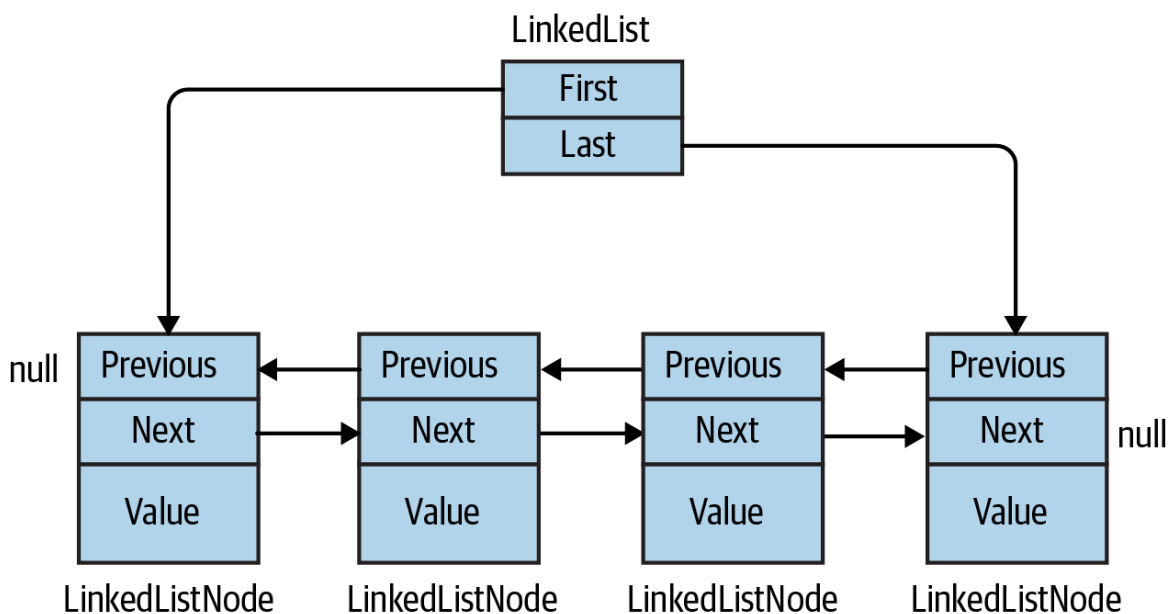 LinkedList
First
Last
null
Previous
Previous
Previous
Previous
Next
Next
Next
Next
null
Value
Value
Value
Value
LinkedListNode
LinkedListNode
LinkedListNode
LinkedListNode